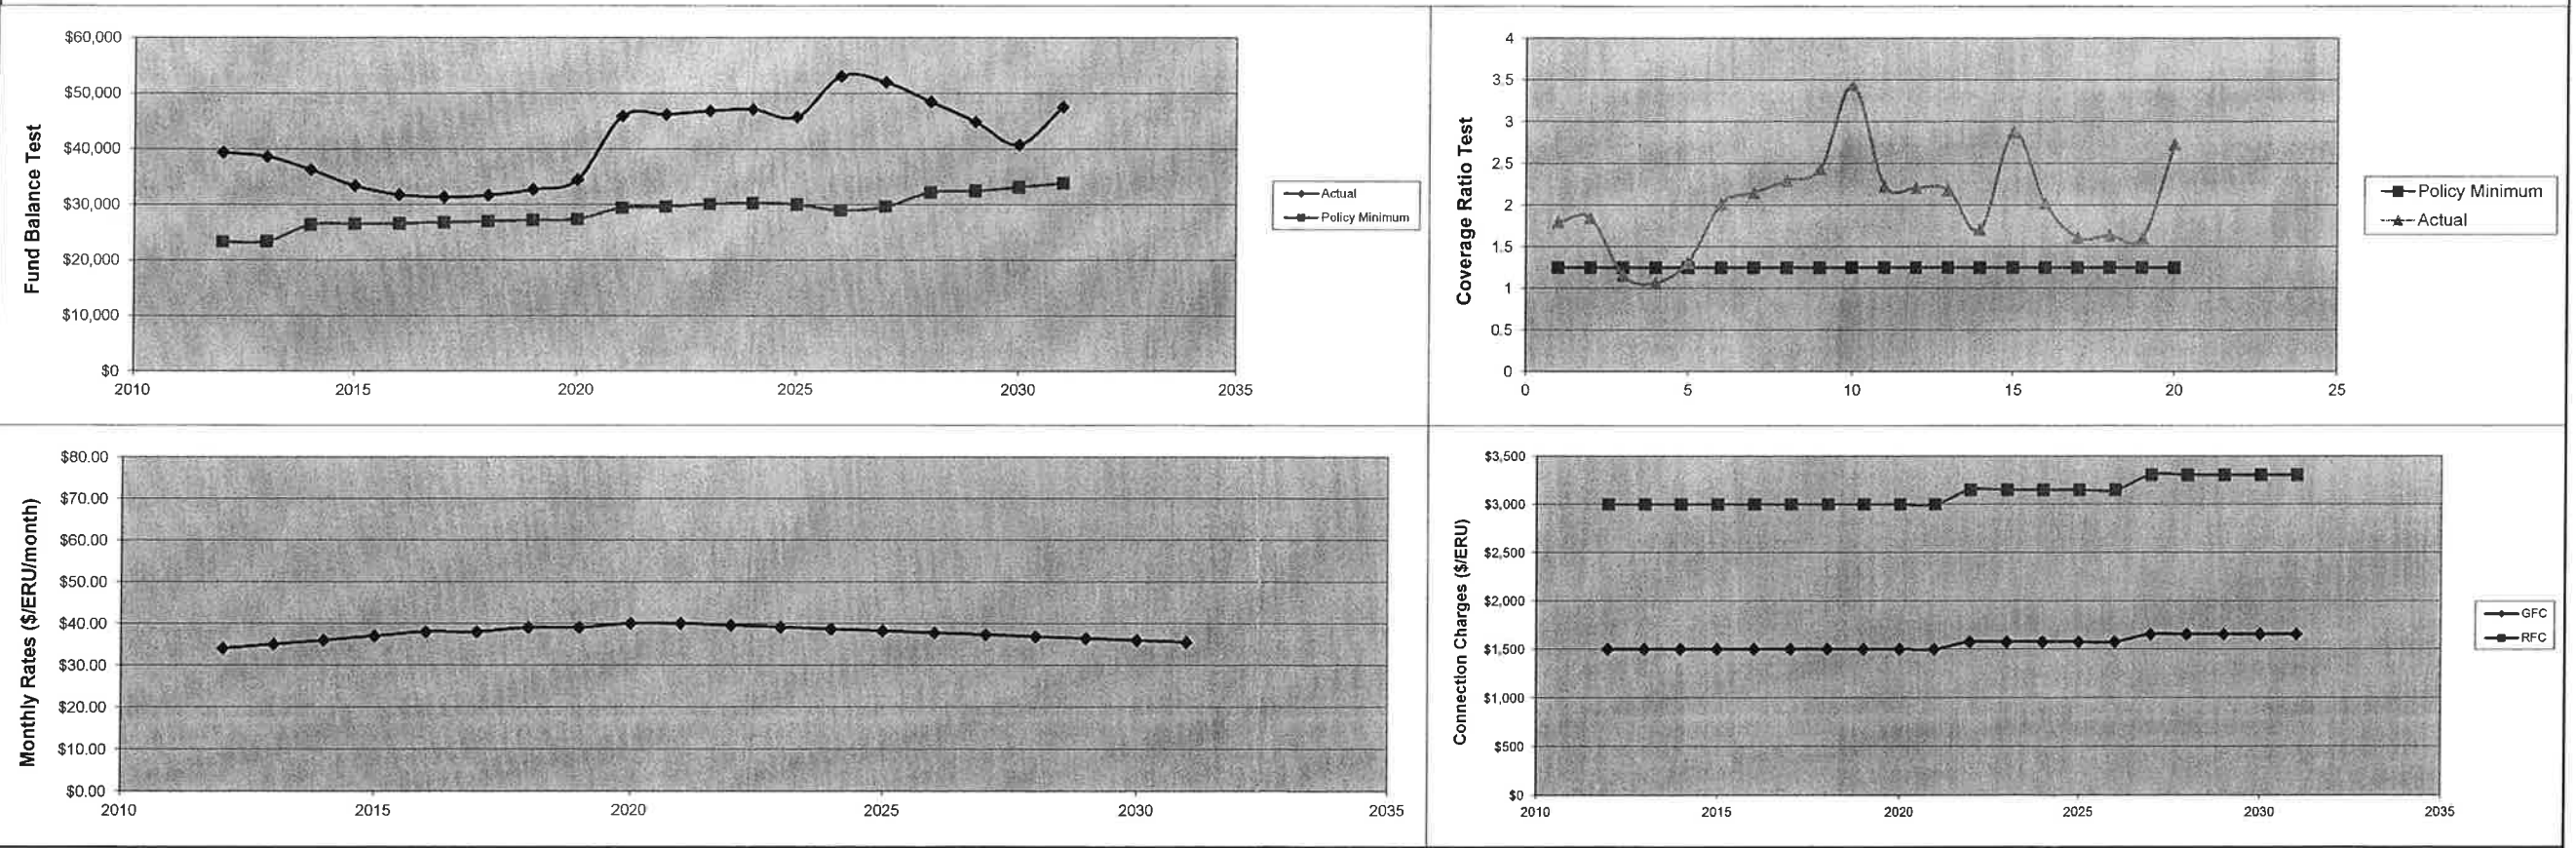 Fund Balance Test
$60,000
$50,000
$40,000
$30,000
$20,000
$10,000
$0
2010 2015 2020 2025 2030 2035
Actual
Policy Minimum
Coverage Ratio Test
4
3.5
3
2.5
2
1.5
1
0.5
0
0 5 10 15 20 25
Policy Minimum
Actual
Monthly Rates ($/ERU/month)
$80.00
$70.00
$60.00
$50.00
$40.00
$30.00
$20.00
$10.00
$0.00
2010 2015 2020 2025 2030 2035
Connection Charges ($/ERU)
$3,500
$3,000
$2,500
$2,000
$1,500
$1,000
$500
$0
2010 2015 2020 2025 2030 2035
GFC
RFC